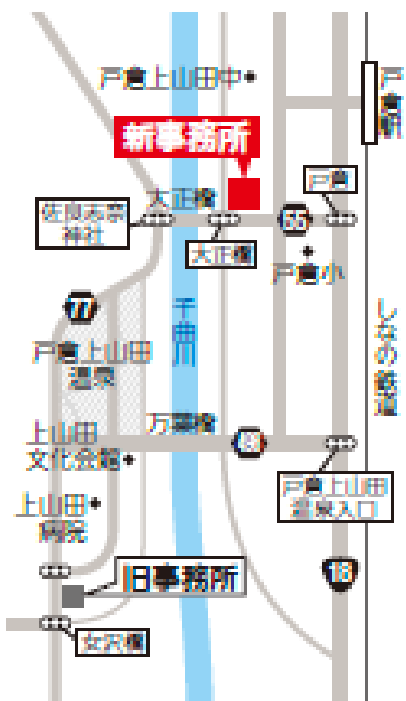 戸倉上山田中
戸倉駅
新事務所
大正橋
戸倉
佐良志奈
神社
65
大正橋
戸倉小
77
千曲川
しなの鉄道
戸倉上山田
温泉
万葉橋
上山田
文化会館
戸倉上山田
温泉入口
上山田
病院
旧事務所
18
女沢橋